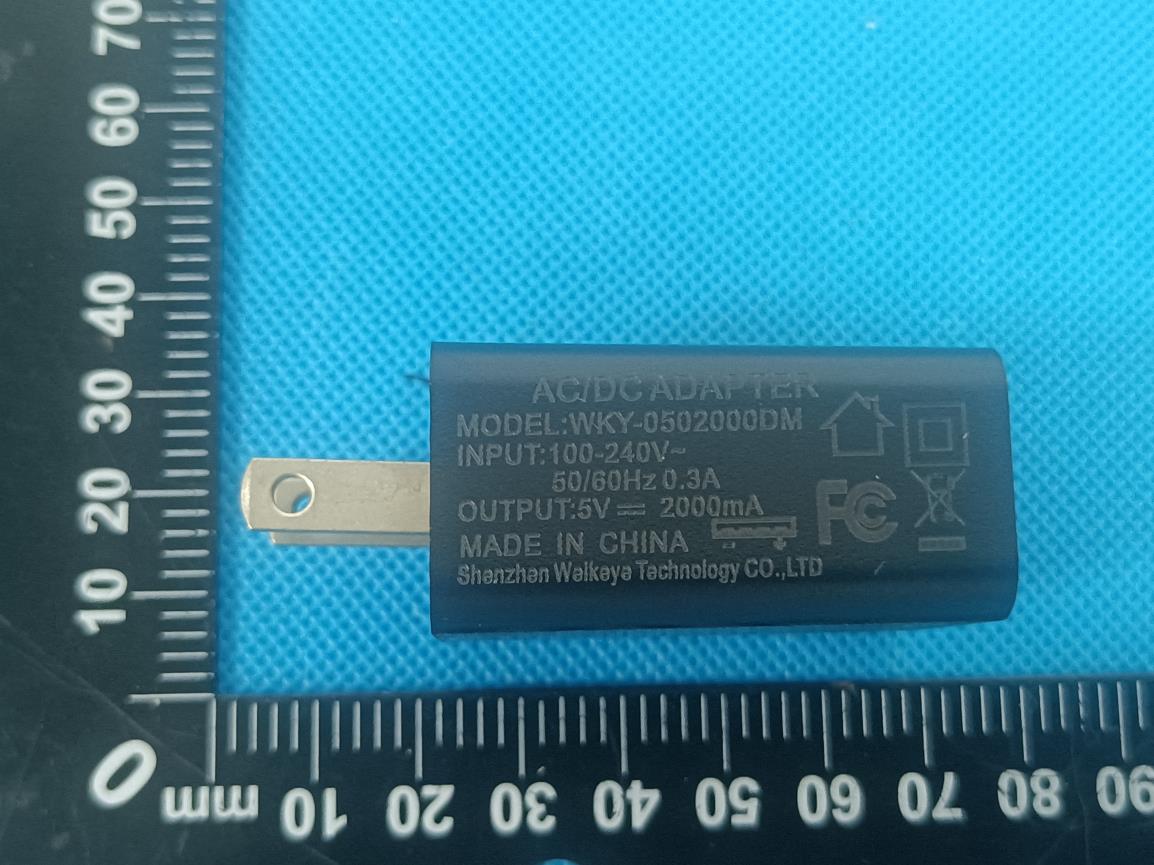 AC/DC ADAPTER
MODEL:WKY-0502000DM
INPUT:100-240V~
50/60Hz 0.3A
OUTPUT:5V ⎓ 2000mA
- +
MADE IN CHINA
Shenzhen Weikeye Technology CO.,LTD
FC
70
60
50
40
30
20
10
0
mm 10 20 30 40 50 60 70 80 90